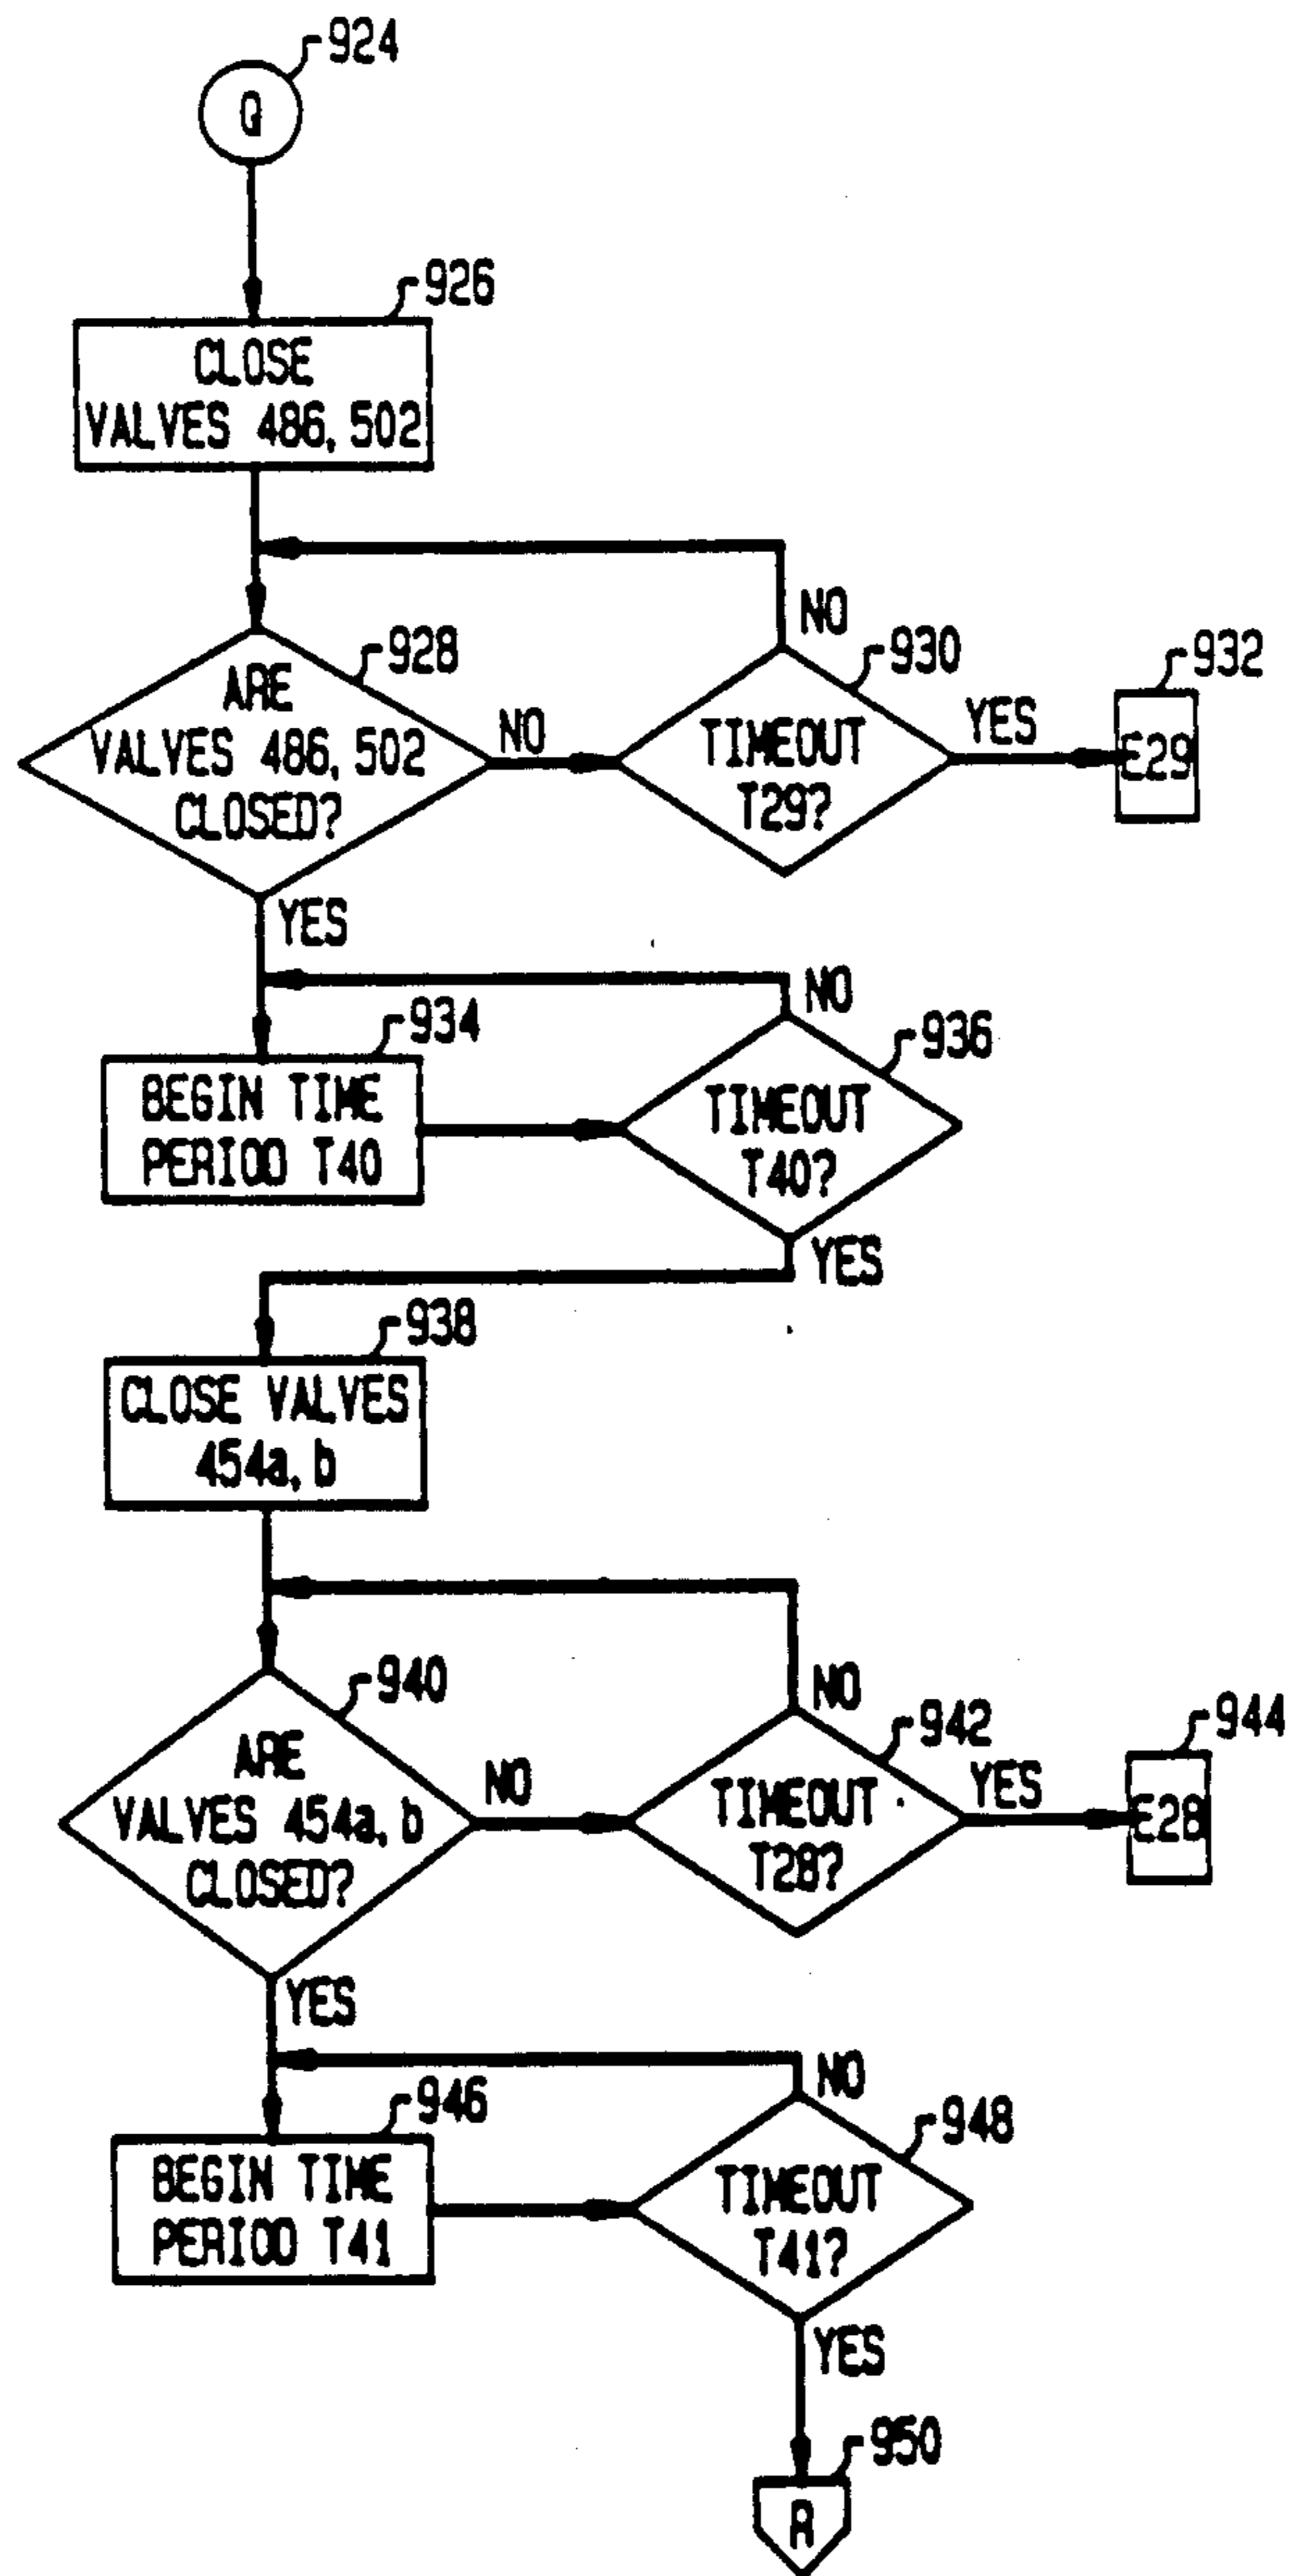 924
Q
926
CLOSE
VALVES 486, 502
928
ARE
VALVES 486, 502
CLOSED?
NO
YES
930
TIMEOUT
T29?
NO
YES
932
E29
934
BEGIN TIME
PERIOD T40
936
TIMEOUT
T40?
NO
YES
938
CLOSE VALVES
454a, b
940
ARE
VALVES 454a, b
CLOSED?
NO
YES
942
TIMEOUT
T28?
NO
YES
944
E28
946
BEGIN TIME
PERIOD T41
948
TIMEOUT
T41?
NO
YES
950
R